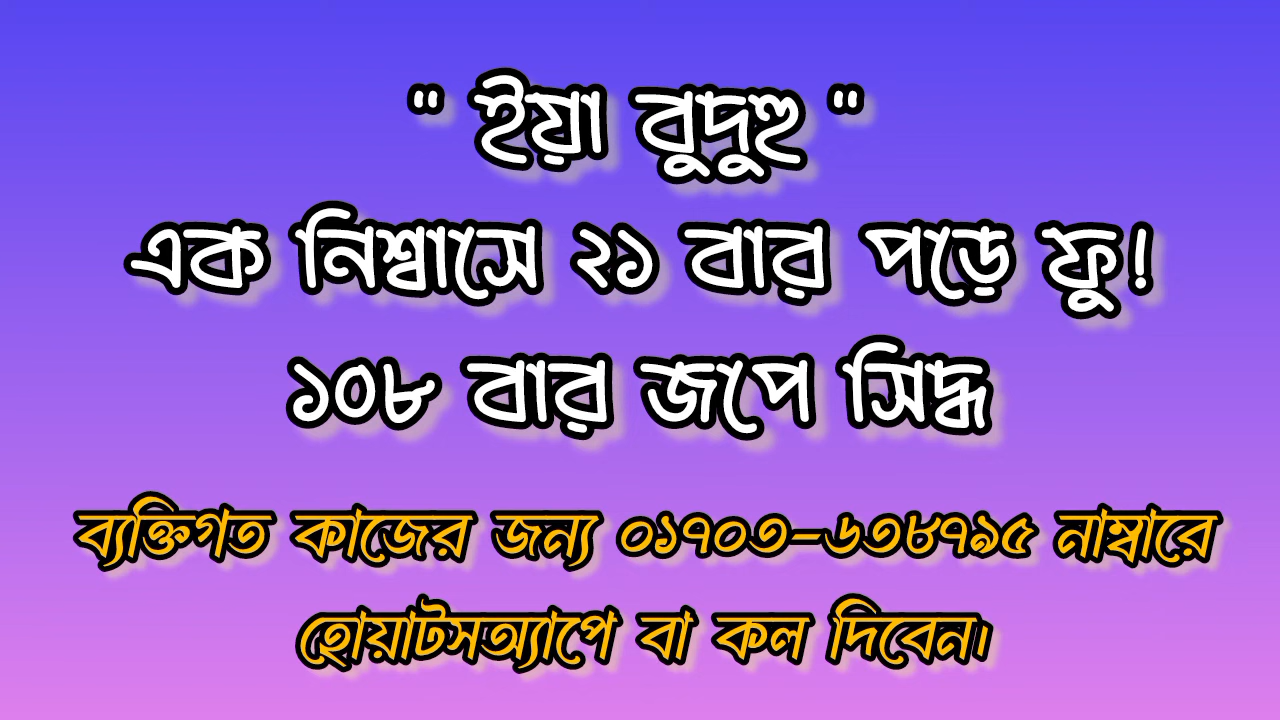 " ইয়া বুদুহু "
এক নিশ্বাসে ২১ বার পড়ে ফু!
১০৮ বার জপে সিদ্ধ
ব্যক্তিগত কাজের জন্য ০১৭০৩-৬৩৮৭৯৫ নাম্বারে
হোয়াটসঅ্যাপে বা কল দিবেন।